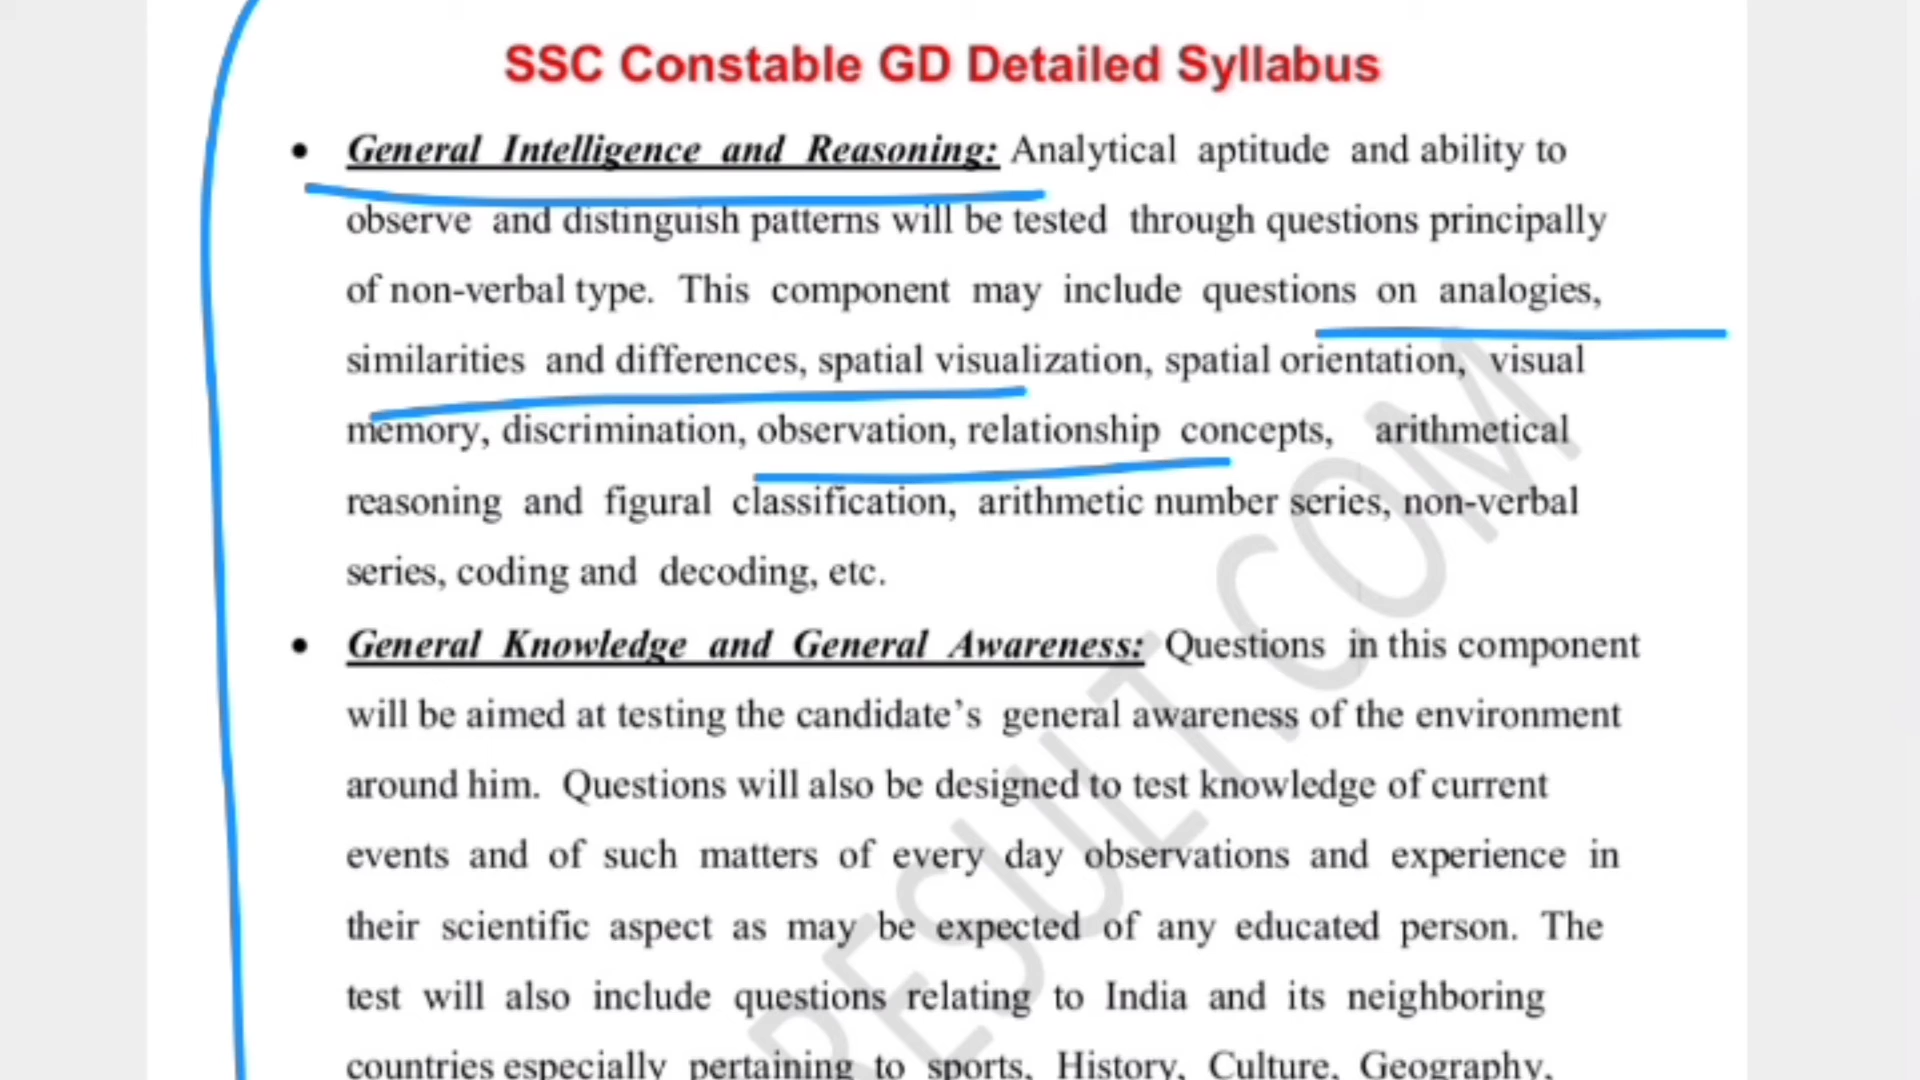 SSC Constable GD Detailed Syllabus
• General Intelligence and Reasoning: Analytical aptitude and ability to
observe and distinguish patterns will be tested through questions principally
of non-verbal type. This component may include questions on analogies,
similarities and differences, spatial visualization, spatial orientation, visual
memory, discrimination, observation, relationship concepts, arithmetical
reasoning and figural classification, arithmetic number series, non-verbal
series, coding and decoding, etc.
• General Knowledge and General Awareness: Questions in this component
will be aimed at testing the candidate’s general awareness of the environment
around him. Questions will also be designed to test knowledge of current
events and of such matters of every day observations and experience in
their scientific aspect as may be expected of any educated person. The
test will also include questions relating to India and its neighboring
countries especially pertaining to sports, History, Culture, Geography,
RESULT.COM